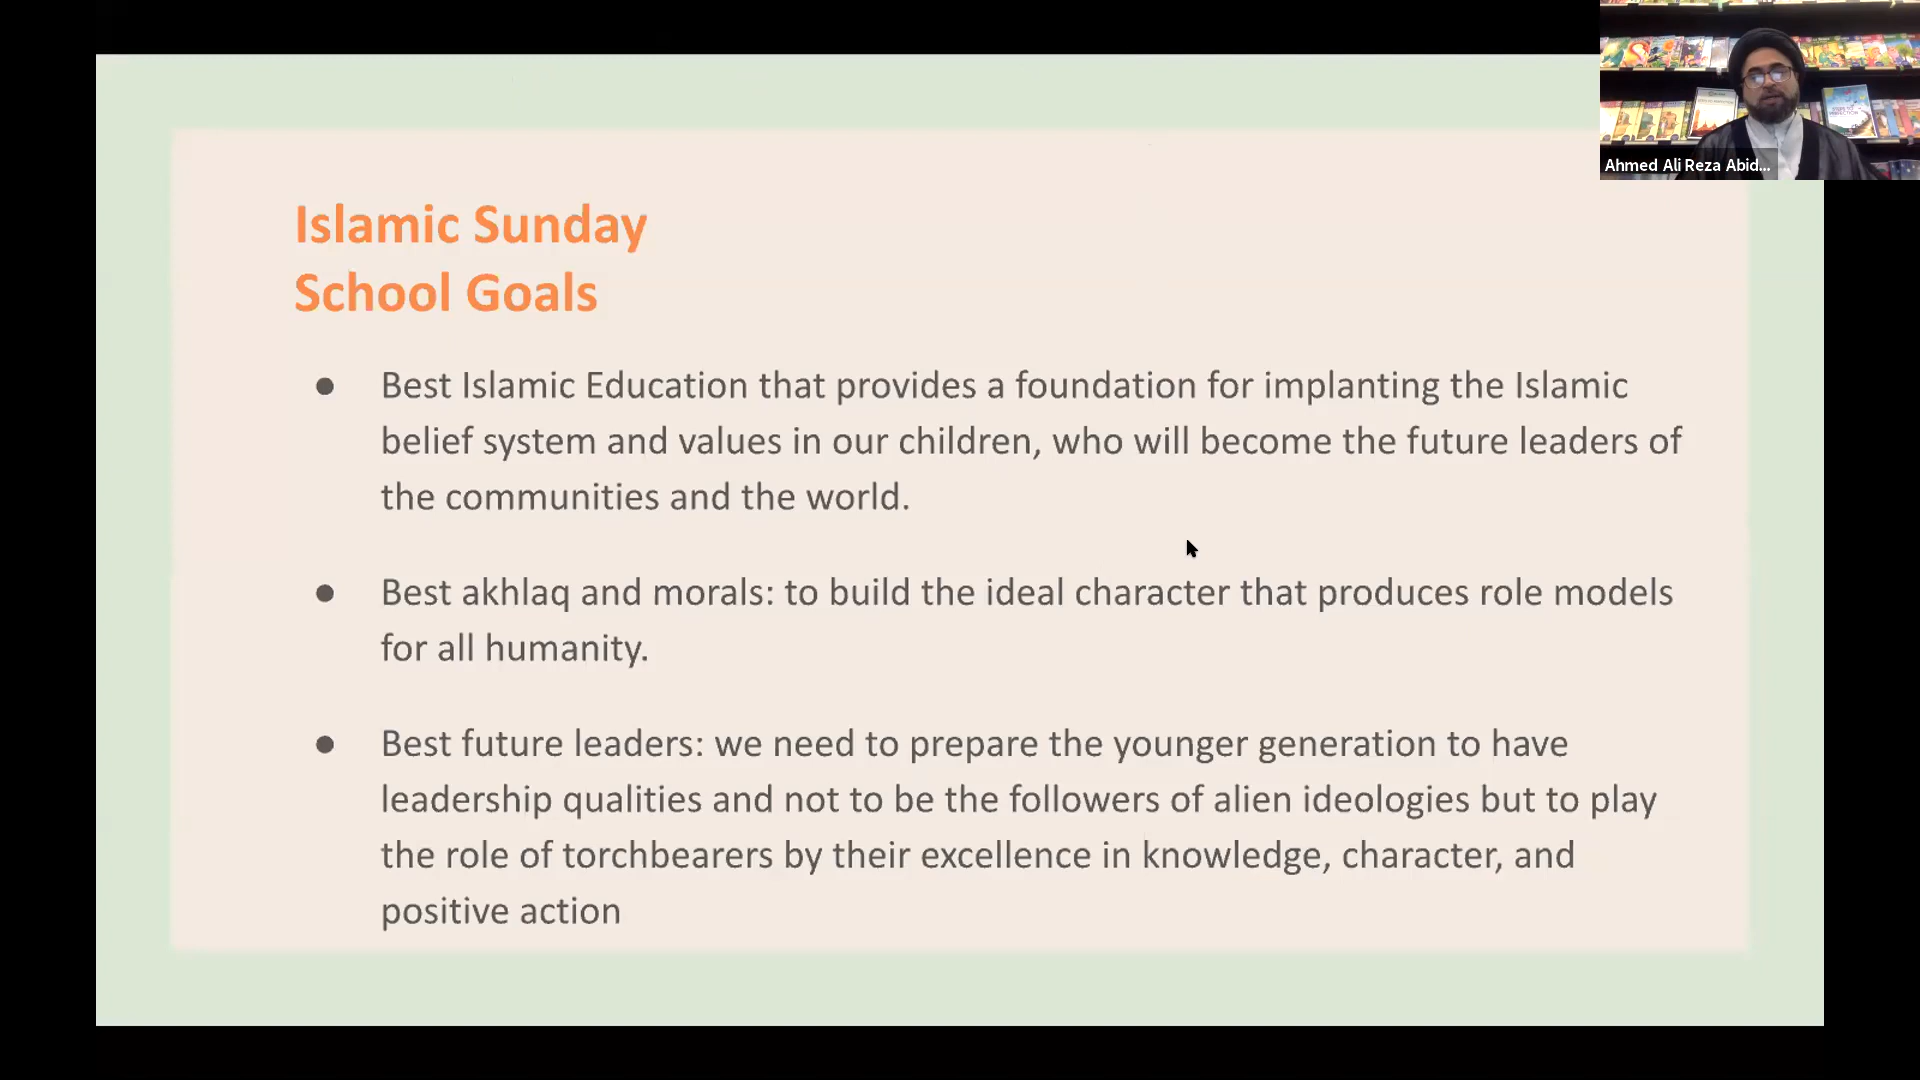 Islamic Sunday
School Goals
● Best Islamic Education that provides a foundation for implanting the Islamic
belief system and values in our children, who will become the future leaders of
the communities and the world.
● Best akhlaq and morals: to build the ideal character that produces role models
for all humanity.
● Best future leaders: we need to prepare the younger generation to have
leadership qualities and not to be the followers of alien ideologies but to play
the role of torchbearers by their excellence in knowledge, character, and
positive action
Ahmed Ali Reza Abid...